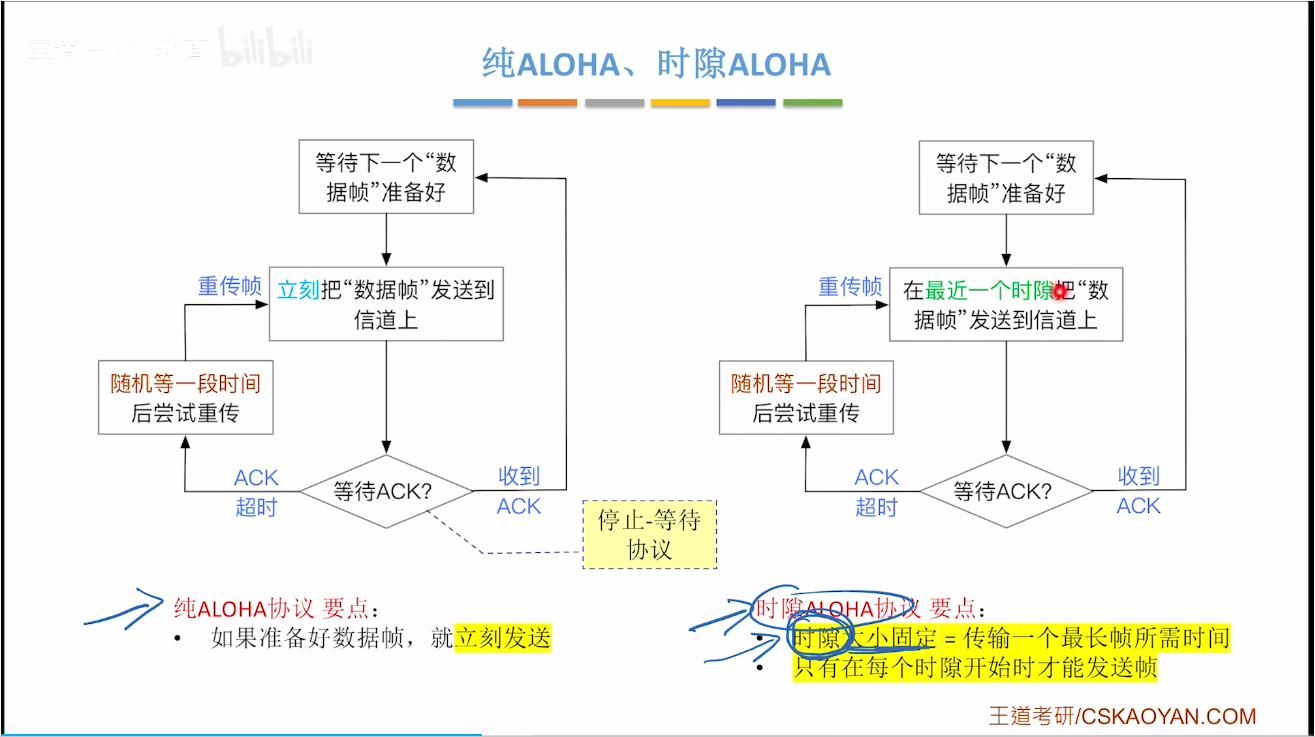 bilibili
纯ALOHA、时隙ALOHA
等待下一个“数
据帧”准备好
重传帧
立刻把“数据帧”发送到
信道上
随机等一段时间
后尝试重传
ACK
超时
等待ACK?
收到
ACK
停止-等待
协议
等待下一个“数
据帧”准备好
重传帧
在最近一个时隙把“数
据帧”发送到信道上
随机等一段时间
后尝试重传
ACK
超时
等待ACK?
收到
ACK
纯ALOHA协议 要点：
• 如果准备好数据帧，就立刻发送
时隙ALOHA协议 要点：
• 时隙大小固定 = 传输一个最长帧所需时间
• 只有在每个时隙开始时才能发送帧
王道考研/CSKAOYAN.COM